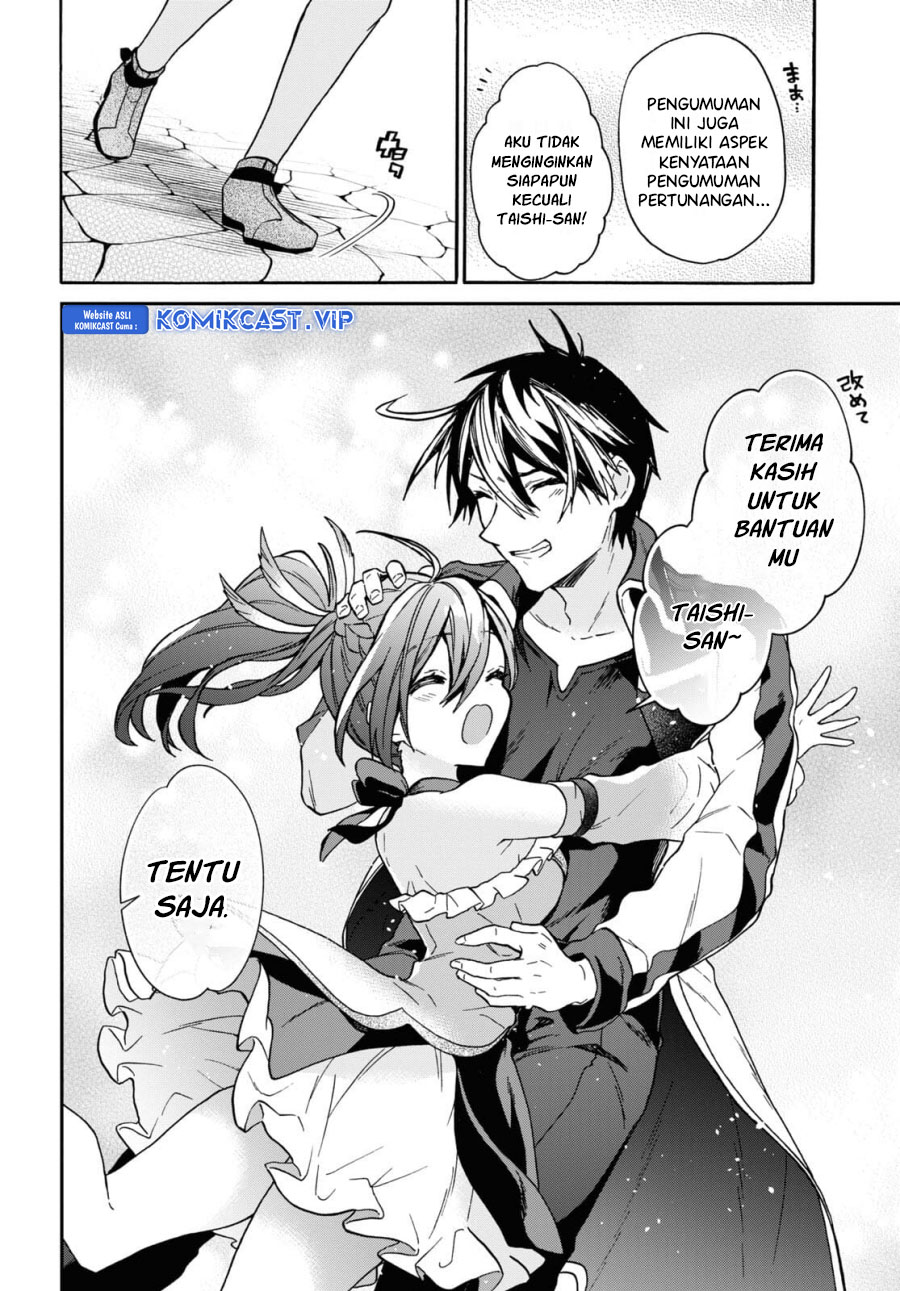 まぁ…
PENGUMUMAN
INI JUGA
MEMILIKI ASPEK
KENYATAAN
PENGUMUMAN
PERTUNANGAN...
AKU TIDAK
MENGINGINKAN
SIAPAPUN
KECUALI
TAISHI-SAN!
Website ASLI
KOMIKCAST Cuma :
KOMIKCAST.VIP
改めて
TERIMA
KASIH
UNTUK
BANTUAN
MU
TAISHI-
SAN~
TENTU
SAJA.